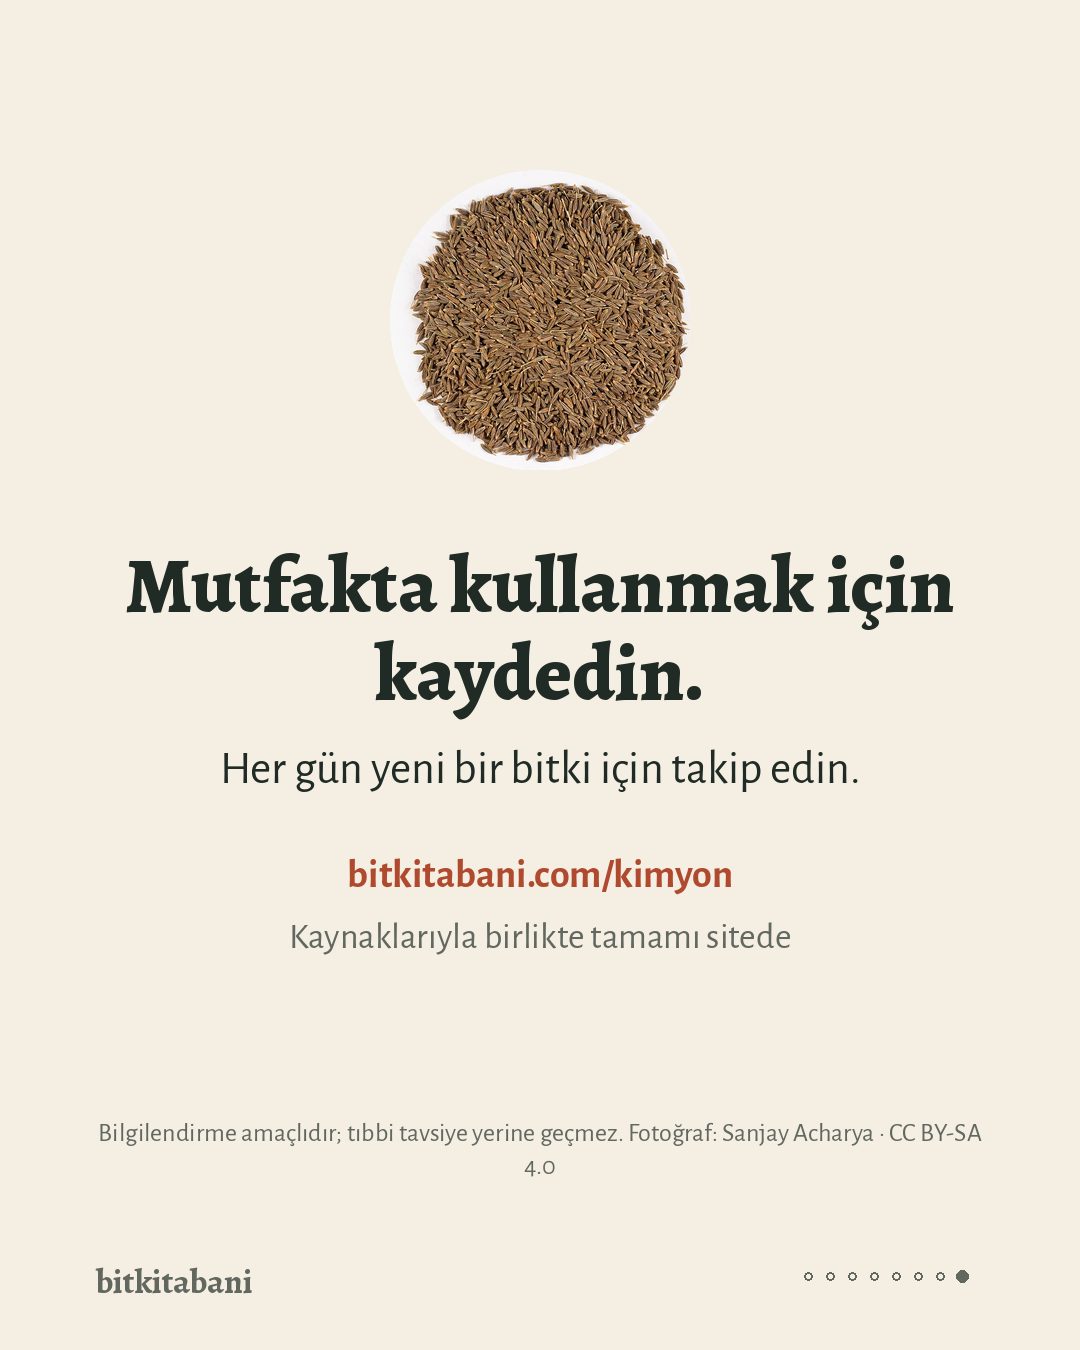 Mutfakta kullanmak için
kaydedin.
Her gün yeni bir bitki için takip edin.
bitkitabani.com/kimyon
Kaynaklarıyla birlikte tamamı sitede
Bilgilendirme amaçlıdır; tıbbi tavsiye yerine geçmez. Fotoğraf: Sanjay Acharya · CC BY-SA
4.0
bitkitabani